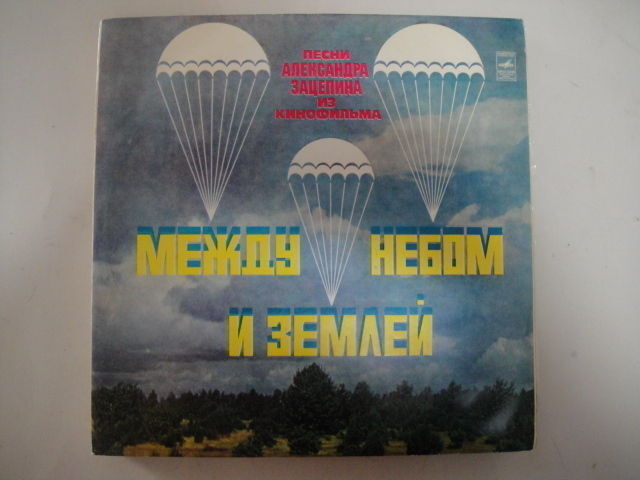 ПЕСНИ
АЛЕКСАНДРА
ЗАЦЕПИНА
ИЗ
КИНОФИЛЬМА
МЕЖДУ НЕБОМ
И ЗЕМЛЕЙ